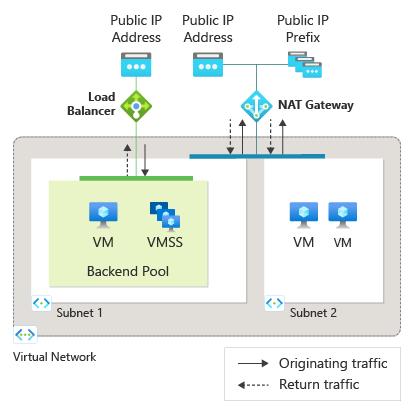 Public IP
Address
Public IP
Address
Public IP
Prefix
Load
Balancer
NAT Gateway
VM
VMSS
VM
VM
Backend Pool
Subnet 1
Subnet 2
Virtual Network
Originating traffic
Return traffic